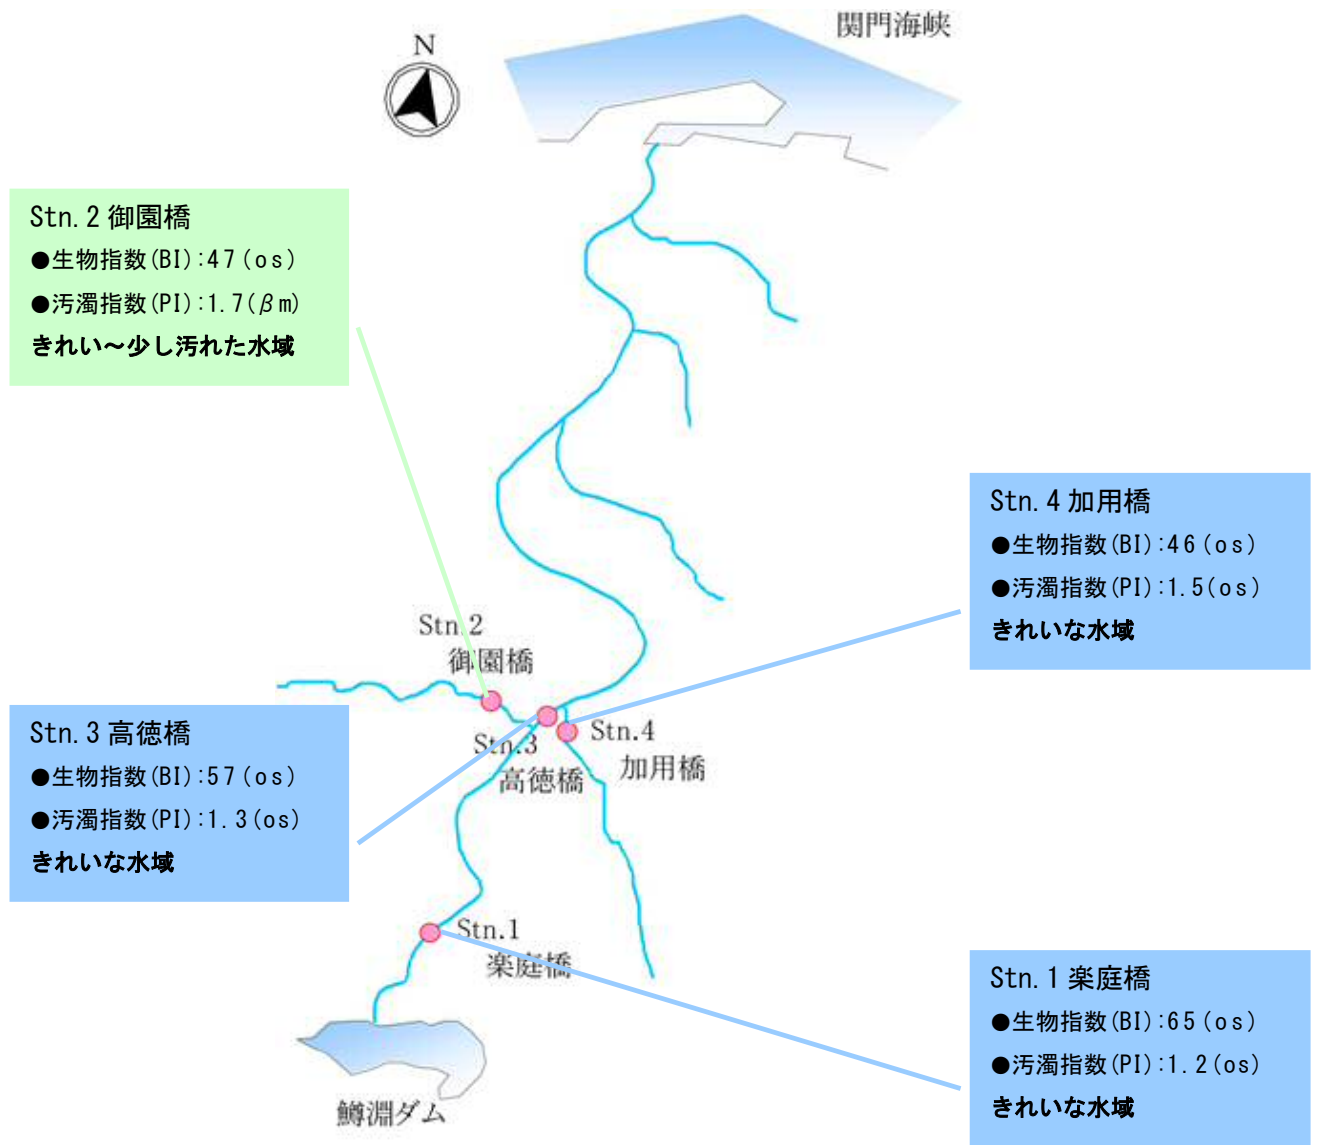 関門海峡
N
Stn.2 御園橋
●生物指数(BI):47(os)
●汚濁指数(PI):1.7(βm)
きれい～少し汚れた水域
Stn.4 加用橋
●生物指数(BI):46(os)
●汚濁指数(PI):1.5(os)
きれいな水域
Stn.2
御園橋
Stn.3 高徳橋
●生物指数(BI):57(os)
●汚濁指数(PI):1.3(os)
きれいな水域
Stn.3
高徳橋
Stn.4
加用橋
Stn.1
楽庭橋
Stn.1 楽庭橋
●生物指数(BI):65(os)
●汚濁指数(PI):1.2(os)
きれいな水域
鱒淵ダム